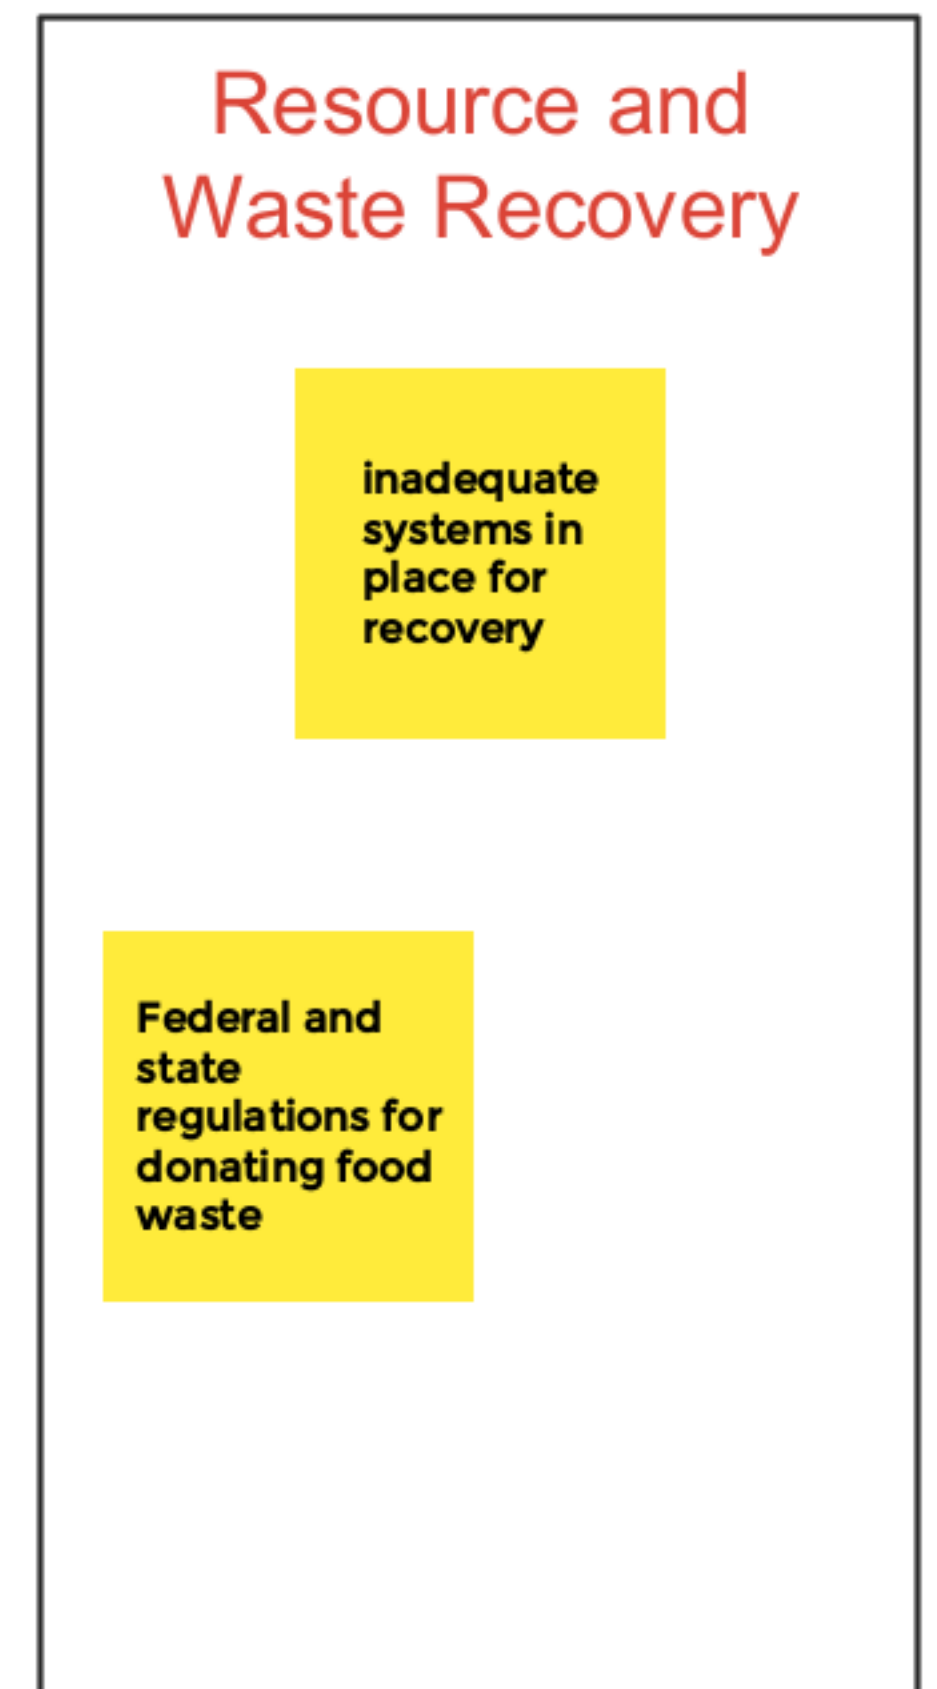 Resource and
Waste Recovery
inadequate
systems in
place for
recovery
Federal and
state
regulations for
donating food
waste